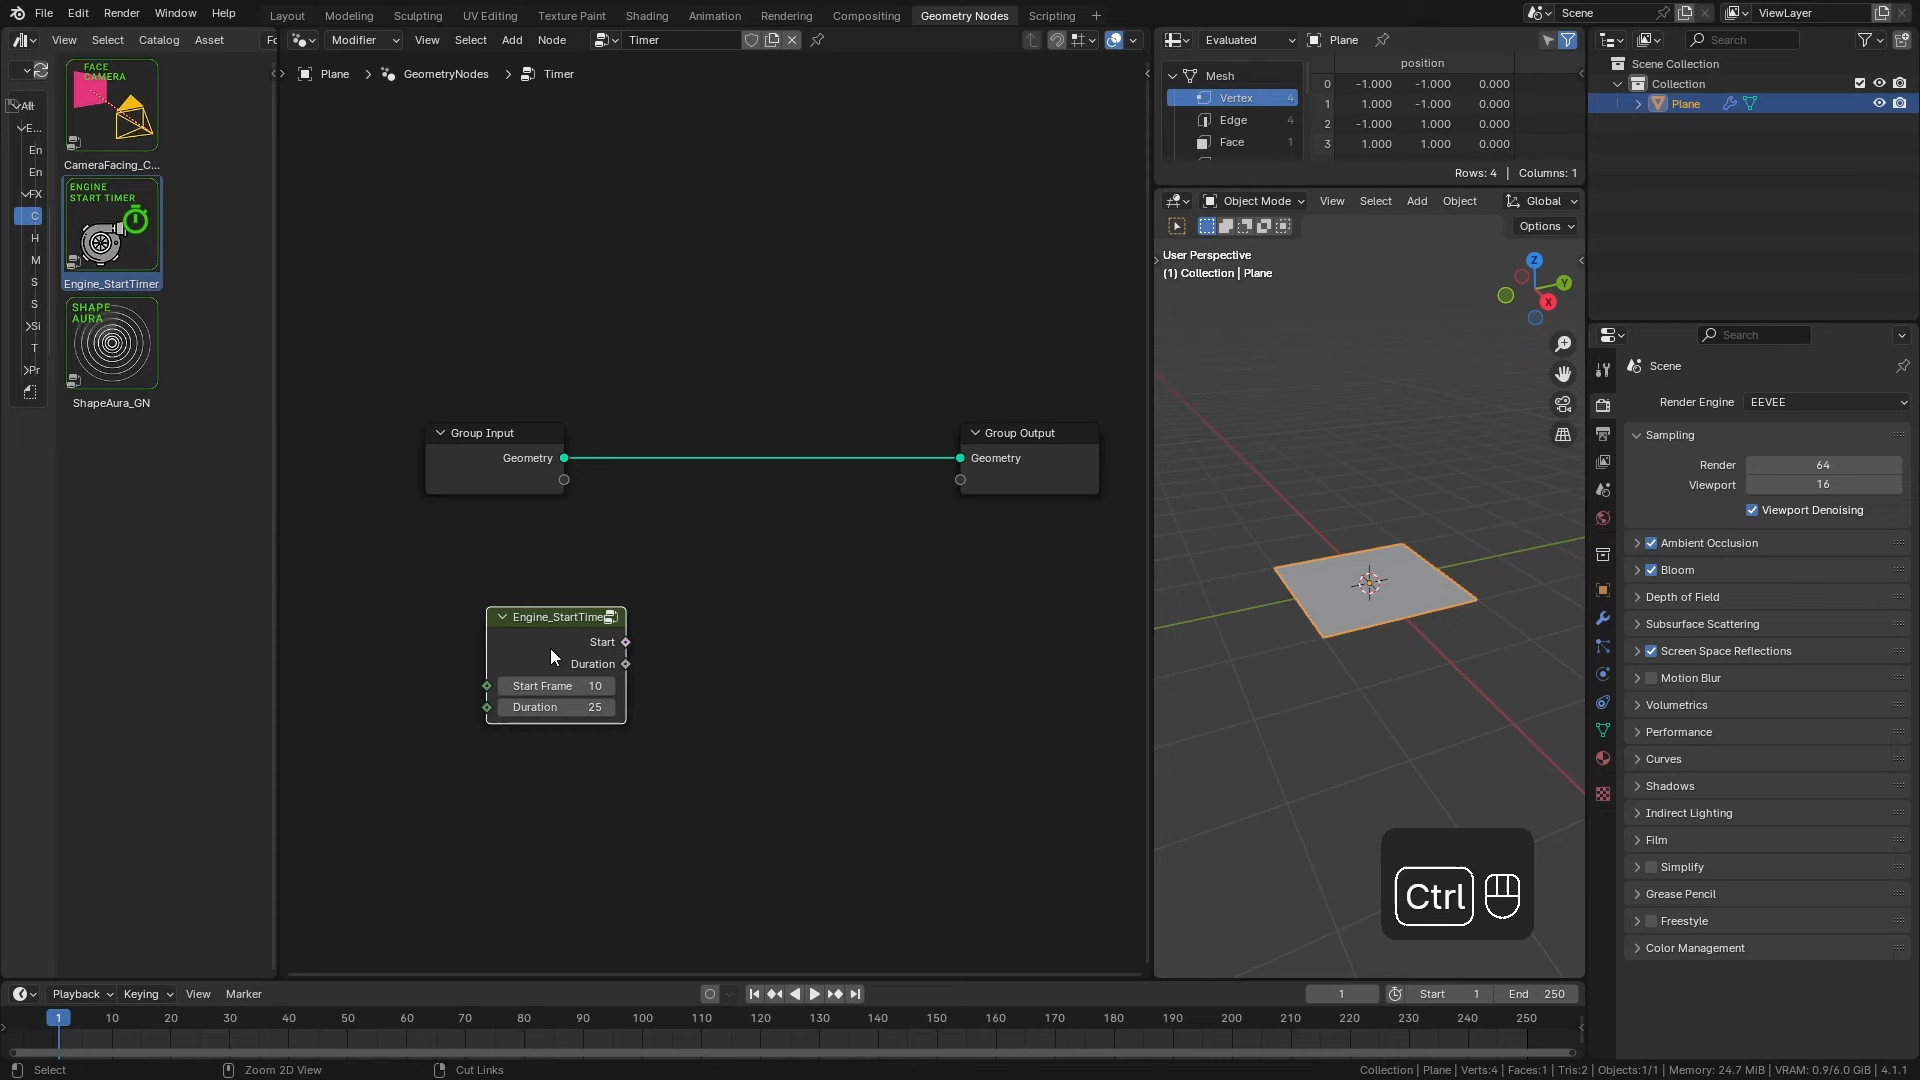 File Edit Render Window Help Layout Modeling Sculpting UV Editing Texture Paint Shading Animation Rendering Compositing Geometry Nodes Scripting + Scene ViewLayer
View Select Catalog Asset Modifier View Select Add Node Timer Evaluated Plane Search
Plane > GeometryNodes > Timer
FACE
CAMERA
CameraFacing_C...
ENGINE
START TIMER
Engine_StartTimer
SHAPE
AURA
ShapeAura_GN
All
E...
En
En
FX
C
H
M
S
S
Si
T
Pr
Group Input
Geometry
Group Output
Geometry
Engine_StartTime
Start
Duration
Start Frame 10
Duration 25
Mesh
Vertex 4
Edge 4
Face 1
position
0 -1.000 -1.000 0.000
1 1.000 -1.000 0.000
2 -1.000 1.000 0.000
3 1.000 1.000 0.000
Rows: 4 | Columns: 1
Object Mode View Select Add Object Global
Options
User Perspective
(1) Collection | Plane
Z
Y
X
Ctrl
Scene Collection
Collection
Plane
Search
Scene
Render Engine EEVEE
Sampling
Render 64
Viewport 16
Viewport Denoising
Ambient Occlusion
Bloom
Depth of Field
Subsurface Scattering
Screen Space Reflections
Motion Blur
Volumetrics
Performance
Curves
Shadows
Indirect Lighting
Film
Simplify
Grease Pencil
Freestyle
Color Management
Playback Keying View Marker 1 Start 1 End 250
1 10 20 30 40 50 60 70 80 90 100 110 120 130 140 150 160 170 180 190 200 210 220 230 240 250
Select Zoom 2D View Cut Links Collection | Plane | Verts:4 | Faces:1 | Tris:2 | Objects:1/1 | Memory: 24.7 MiB | VRAM: 0.9/6.0 GiB | 4.1.1